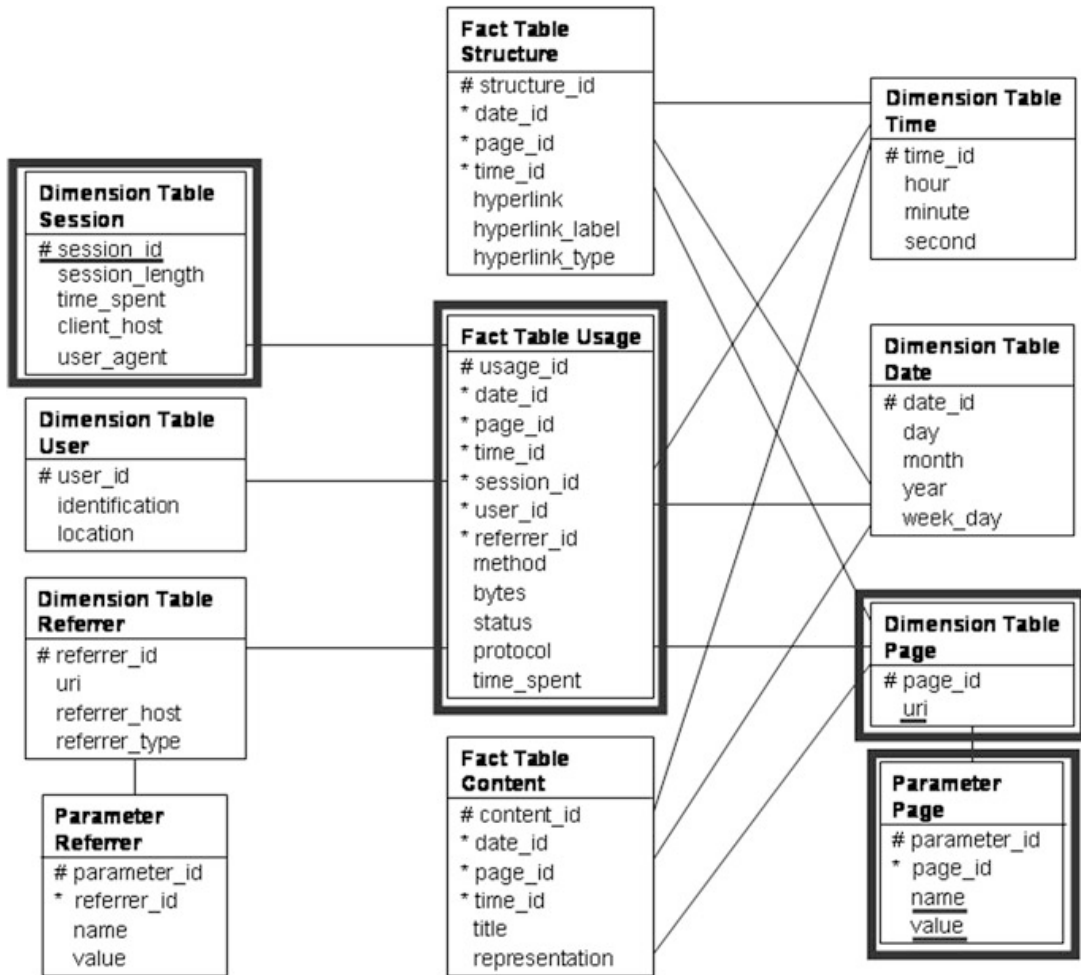 Fact Table
Structure
# structure_id
* date_id
* page_id
* time_id
hyperlink
hyperlink_label
hyperlink_type
Dimension Table
Time
# time_id
hour
minute
second
Dimension Table
Session
# session_id
session_length
time_spent
client_host
user_agent
Fact Table Usage
# usage_id
* date_id
* page_id
* time_id
* session_id
* user_id
* referrer_id
method
bytes
status
protocol
time_spent
Dimension Table
Date
# date_id
day
month
year
week_day
Dimension Table
User
# user_id
identification
location
Dimension Table
Referrer
# referrer_id
uri
referrer_host
referrer_type
Dimension Table
Page
# page_id
uri
Fact Table
Content
# content_id
* date_id
* page_id
* time_id
title
representation
Parameter
Referrer
# parameter_id
* referrer_id
name
value
Parameter
Page
# parameter_id
* page_id
name
value